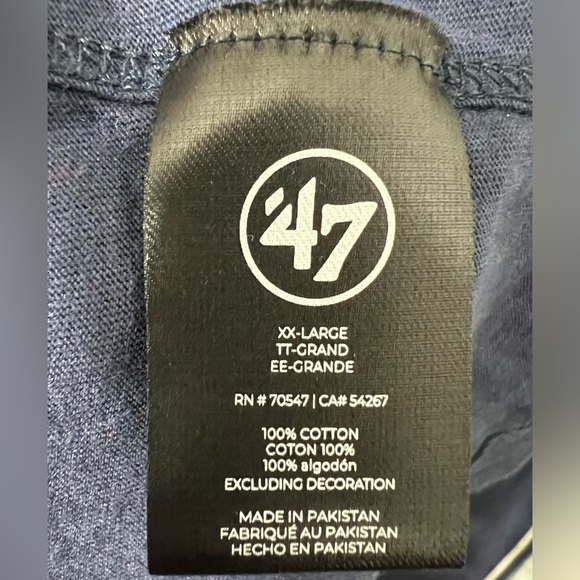 '47
XX-LARGE
TT-GRAND
EE-GRANDE
RN # 70547 | CA# 54267
100% COTTON
COTON 100%
100% algodón
EXCLUDING DECORATION
MADE IN PAKISTAN
FABRIQUÉ AU PAKISTAN
HECHO EN PAKISTAN